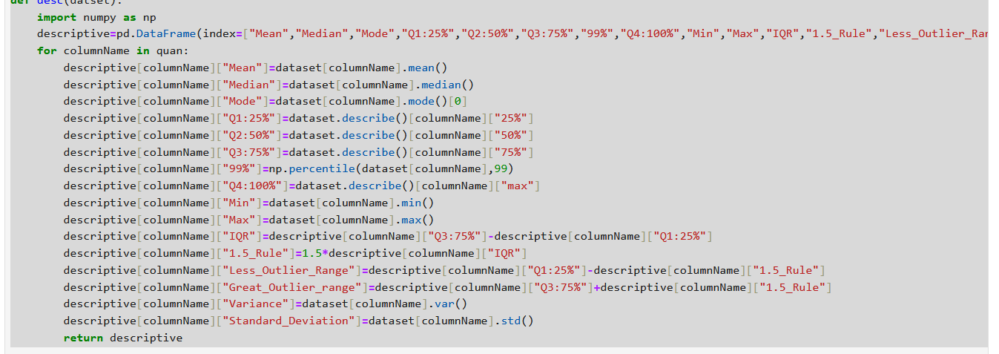 def desc(datset):
    import numpy as np
    descriptive=pd.DataFrame(index=["Mean","Median","Mode","Q1:25%","Q2:50%","Q3:75%","99%","Q4:100%","Min","Max","IQR","1.5_Rule","Less_Outlier_Ran
    for columnName in quan:
        descriptive[columnName]["Mean"]=dataset[columnName].mean()
        descriptive[columnName]["Median"]=dataset[columnName].median()
        descriptive[columnName]["Mode"]=dataset[columnName].mode()[0]
        descriptive[columnName]["Q1:25%"]=dataset.describe()[columnName]["25%"]
        descriptive[columnName]["Q2:50%"]=dataset.describe()[columnName]["50%"]
        descriptive[columnName]["Q3:75%"]=dataset.describe()[columnName]["75%"]
        descriptive[columnName]["99%"]=np.percentile(dataset[columnName],99)
        descriptive[columnName]["Q4:100%"]=dataset.describe()[columnName]["max"]
        descriptive[columnName]["Min"]=dataset[columnName].min()
        descriptive[columnName]["Max"]=dataset[columnName].max()
        descriptive[columnName]["IQR"]=descriptive[columnName]["Q3:75%"]-descriptive[columnName]["Q1:25%"]
        descriptive[columnName]["1.5_Rule"]=1.5*descriptive[columnName]["IQR"]
        descriptive[columnName]["Less_Outlier_Range"]=descriptive[columnName]["Q1:25%"]-descriptive[columnName]["1.5_Rule"]
        descriptive[columnName]["Great_Outlier_range"]=descriptive[columnName]["Q3:75%"]+descriptive[columnName]["1.5_Rule"]
        descriptive[columnName]["Variance"]=dataset[columnName].var()
        descriptive[columnName]["Standard_Deviation"]=dataset[columnName].std()
        return descriptive